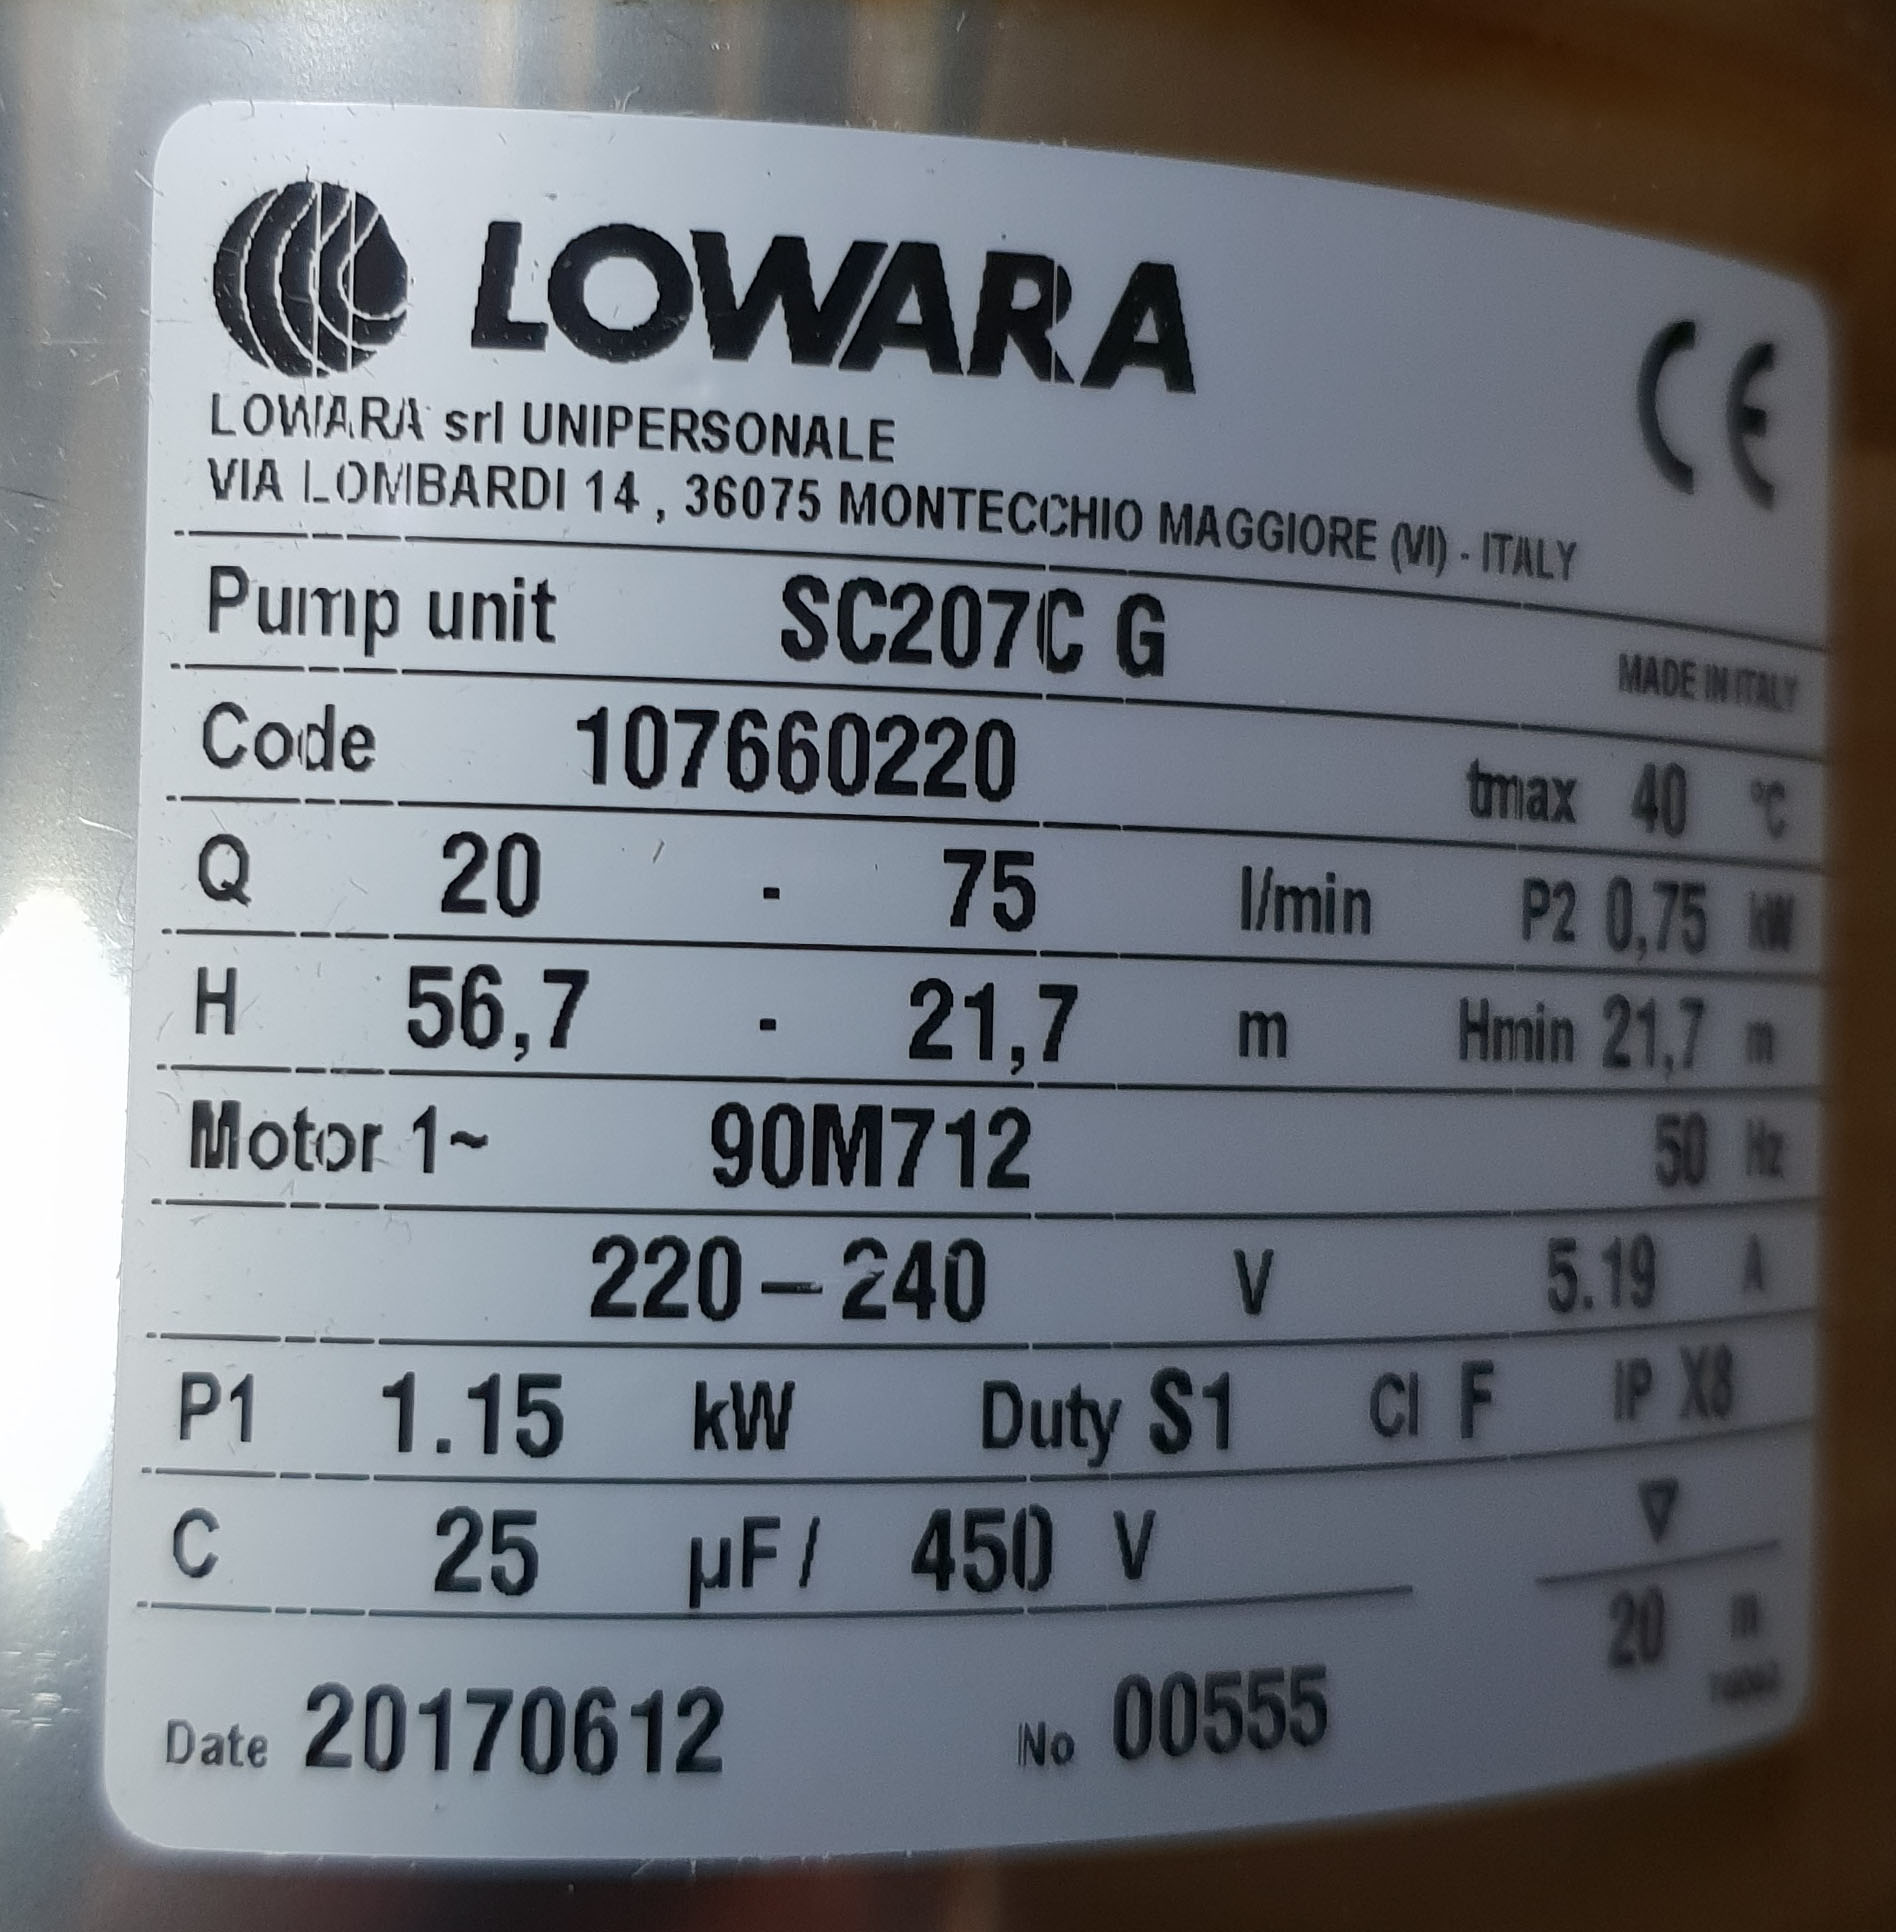 LOWARA
CE
LOWARA srl UNIPERSONALE
VIA LOMBARDI 14 , 36075 MONTECCHIO MAGGIORE (VI) - ITALY
Pump unit SC207C G
MADE IN ITALY
Code 107660220 tmax 40 °C
Q 20 - 75 l/min P2 0,75 kW
H 56,7 - 21,7 m Hmin 21,7 m
Motor 1~ 90M712 50 Hz
220 – 240 V 5.19 A
P1 1.15 kW Duty S1 Cl F IP X8
C 25 µF / 450 V
20 m
Date 20170612 No 00555